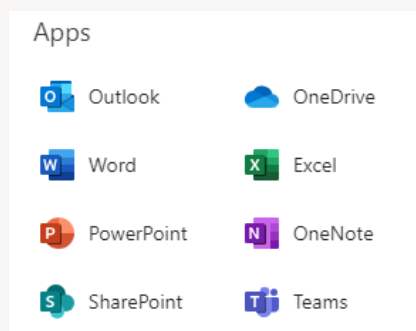 Apps
O Outlook
OneDrive
W Word
X Excel
P PowerPoint
N OneNote
S SharePoint
T Teams